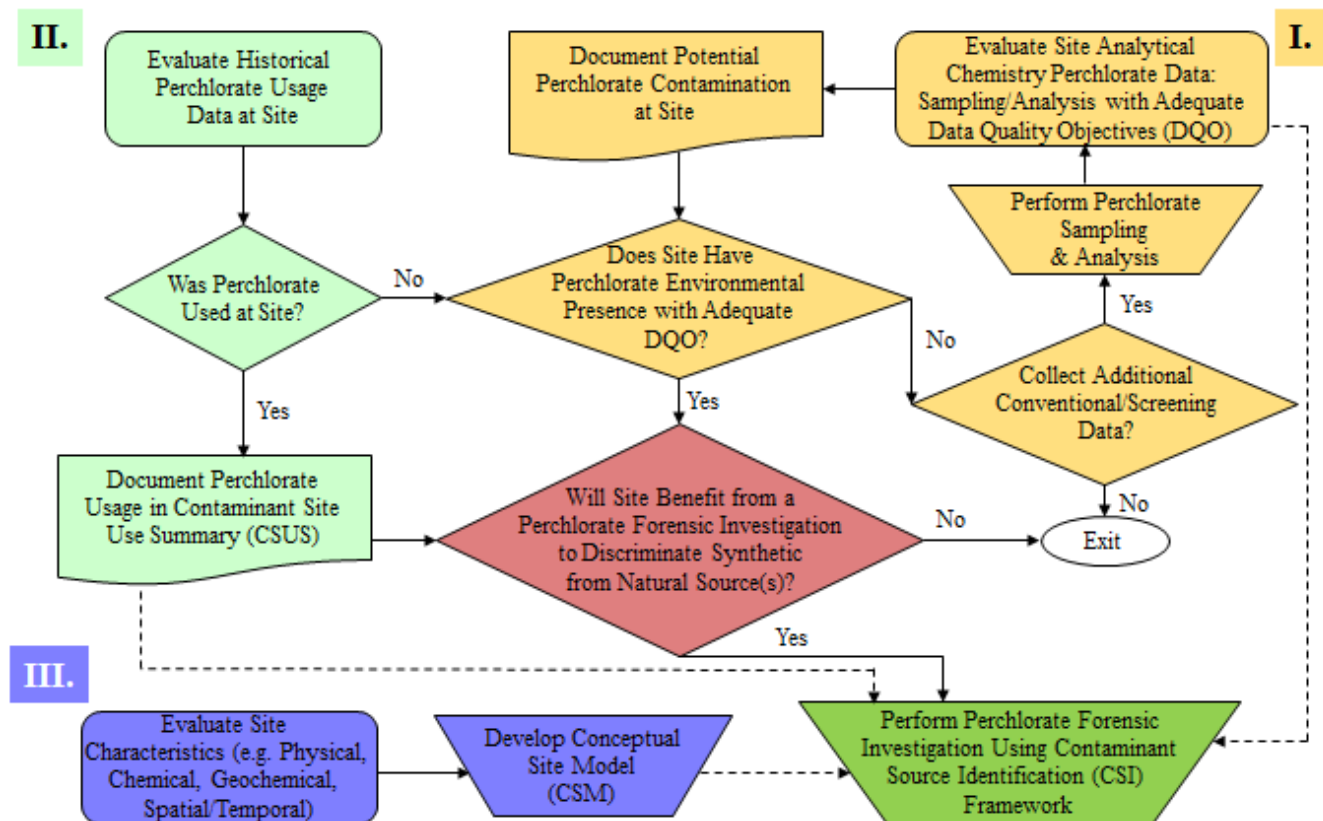 II.
Evaluate Historical
Perchlorate Usage
Data at Site
Document Potential
Perchlorate Contamination
at Site
Evaluate Site Analytical
Chemistry Perchlorate Data:
Sampling/Analysis with Adequate
Data Quality Objectives (DQO)
I.
Perform Perchlorate
Sampling
& Analysis
Was Perchlorate
Used at Site?
No
Does Site Have
Perchlorate Environmental
Presence with Adequate
DQO?
No
Yes
Collect Additional
Conventional/Screening
Data?
Yes
Yes
No
Document Perchlorate
Usage in Contaminant Site
Use Summary (CSUS)
Will Site Benefit from a
Perchlorate Forensic Investigation
to Discriminate Synthetic
from Natural Source(s)?
No
Exit
Yes
III.
Evaluate Site
Characteristics (e.g. Physical,
Chemical, Geochemical,
Spatial/Temporal)
Develop Conceptual
Site Model
(CSM)
Perform Perchlorate Forensic
Investigation Using Contaminant
Source Identification (CSI)
Framework